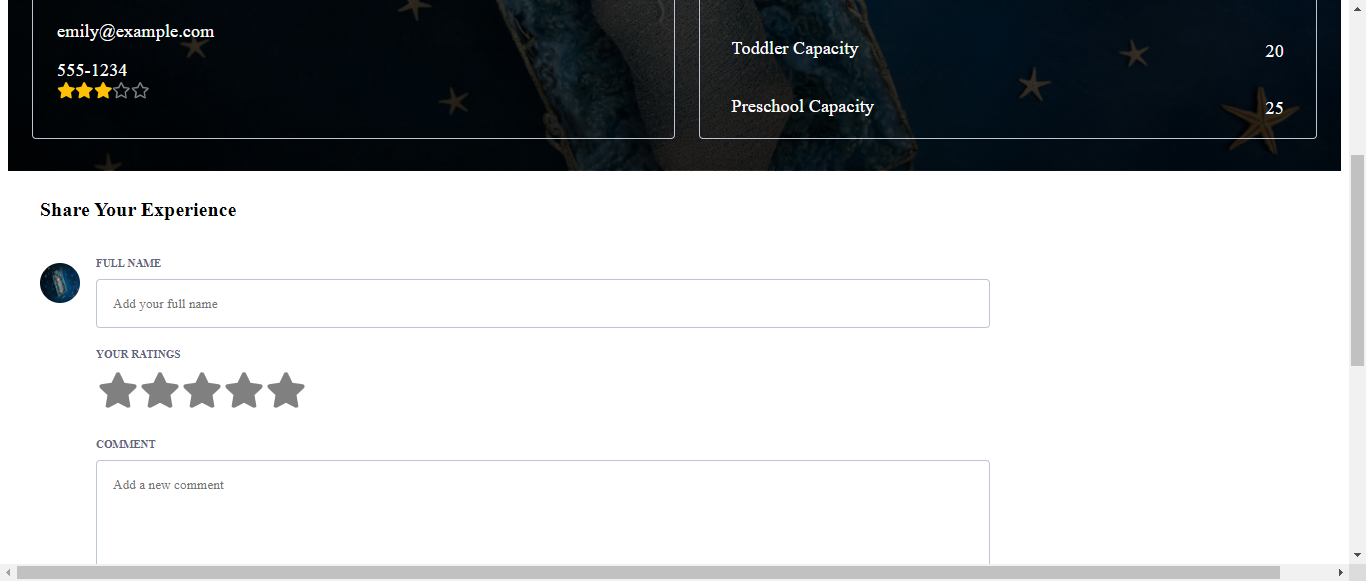 emily@example.com
555-1234
Toddler Capacity 20
Preschool Capacity 25
Share Your Experience
FULL NAME
Add your full name
YOUR RATINGS
COMMENT
Add a new comment